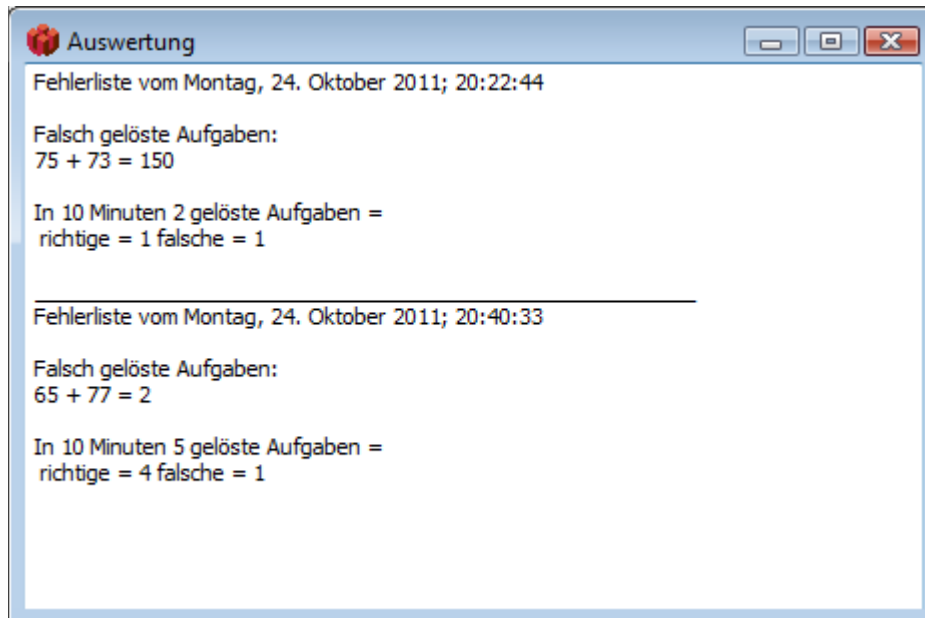 Auswertung
Fehlerliste vom Montag, 24. Oktober 2011; 20:22:44
Falsch gelöste Aufgaben:
75 + 73 = 150
In 10 Minuten 2 gelöste Aufgaben =
richtige = 1 falsche = 1
Fehlerliste vom Montag, 24. Oktober 2011; 20:40:33
Falsch gelöste Aufgaben:
65 + 77 = 2
In 10 Minuten 5 gelöste Aufgaben =
richtige = 4 falsche = 1